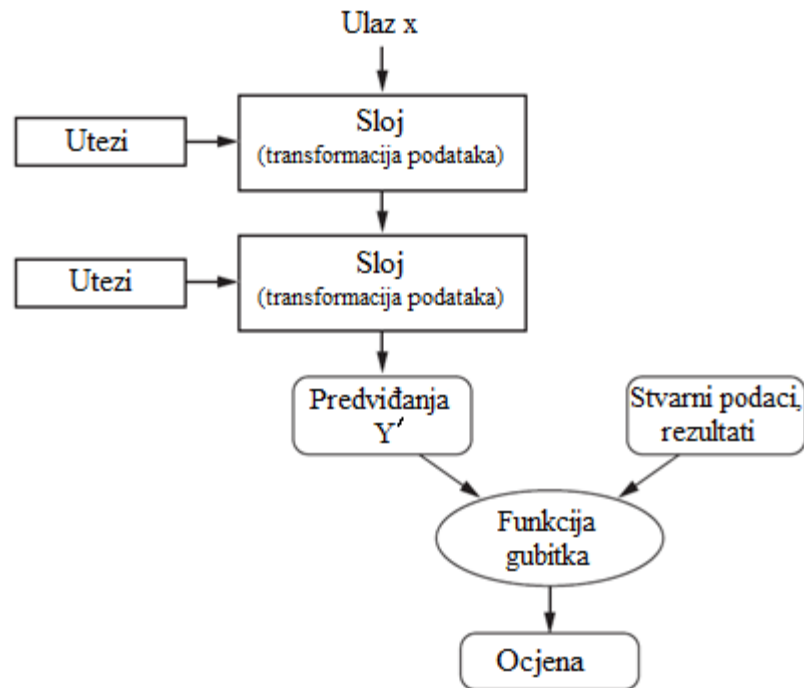 Ulaz x
Utezi
Sloj
(transformacija podataka)
Utezi
Sloj
(transformacija podataka)
Predviđanja
Y′
Stvarni podaci,
rezultati
Funkcija
gubitka
Ocjena